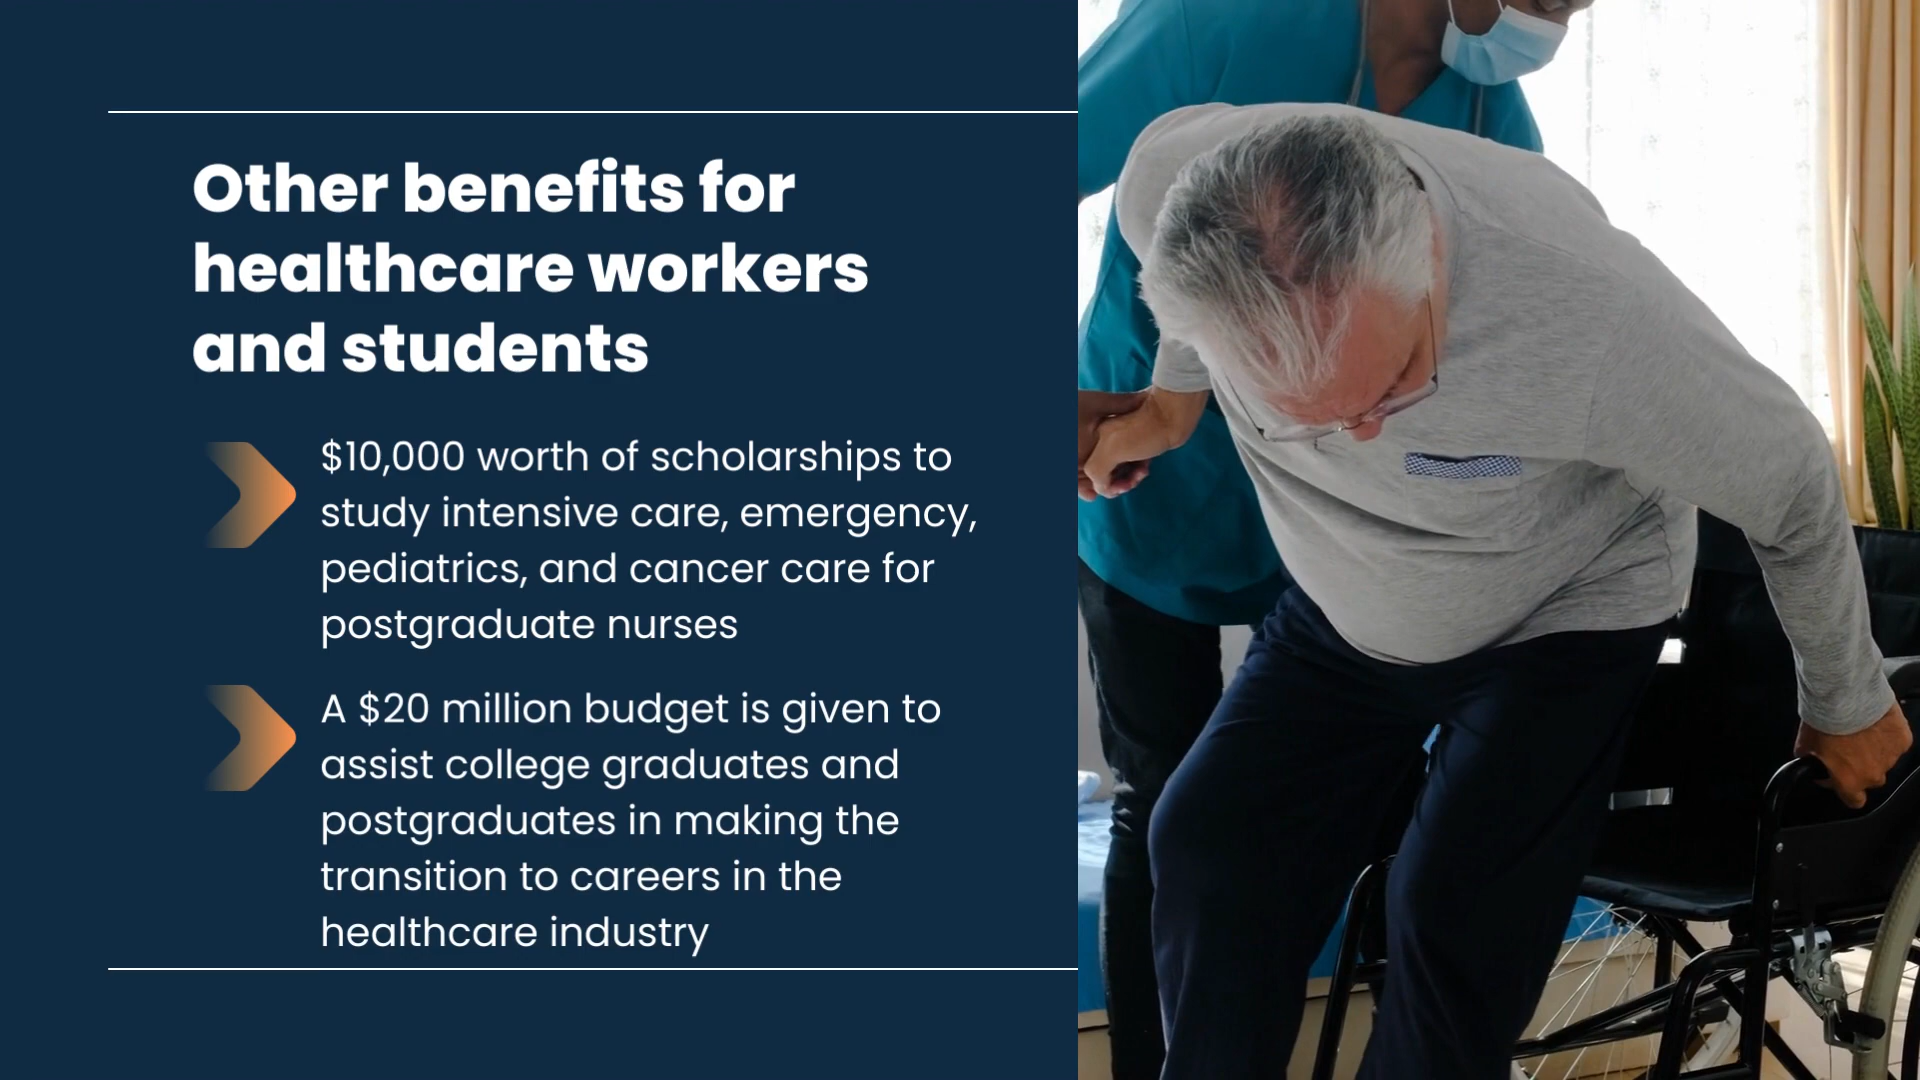 Other benefits for
healthcare workers
and students
$10,000 worth of scholarships to
study intensive care, emergency,
pediatrics, and cancer care for
postgraduate nurses
A $20 million budget is given to
assist college graduates and
postgraduates in making the
transition to careers in the
healthcare industry